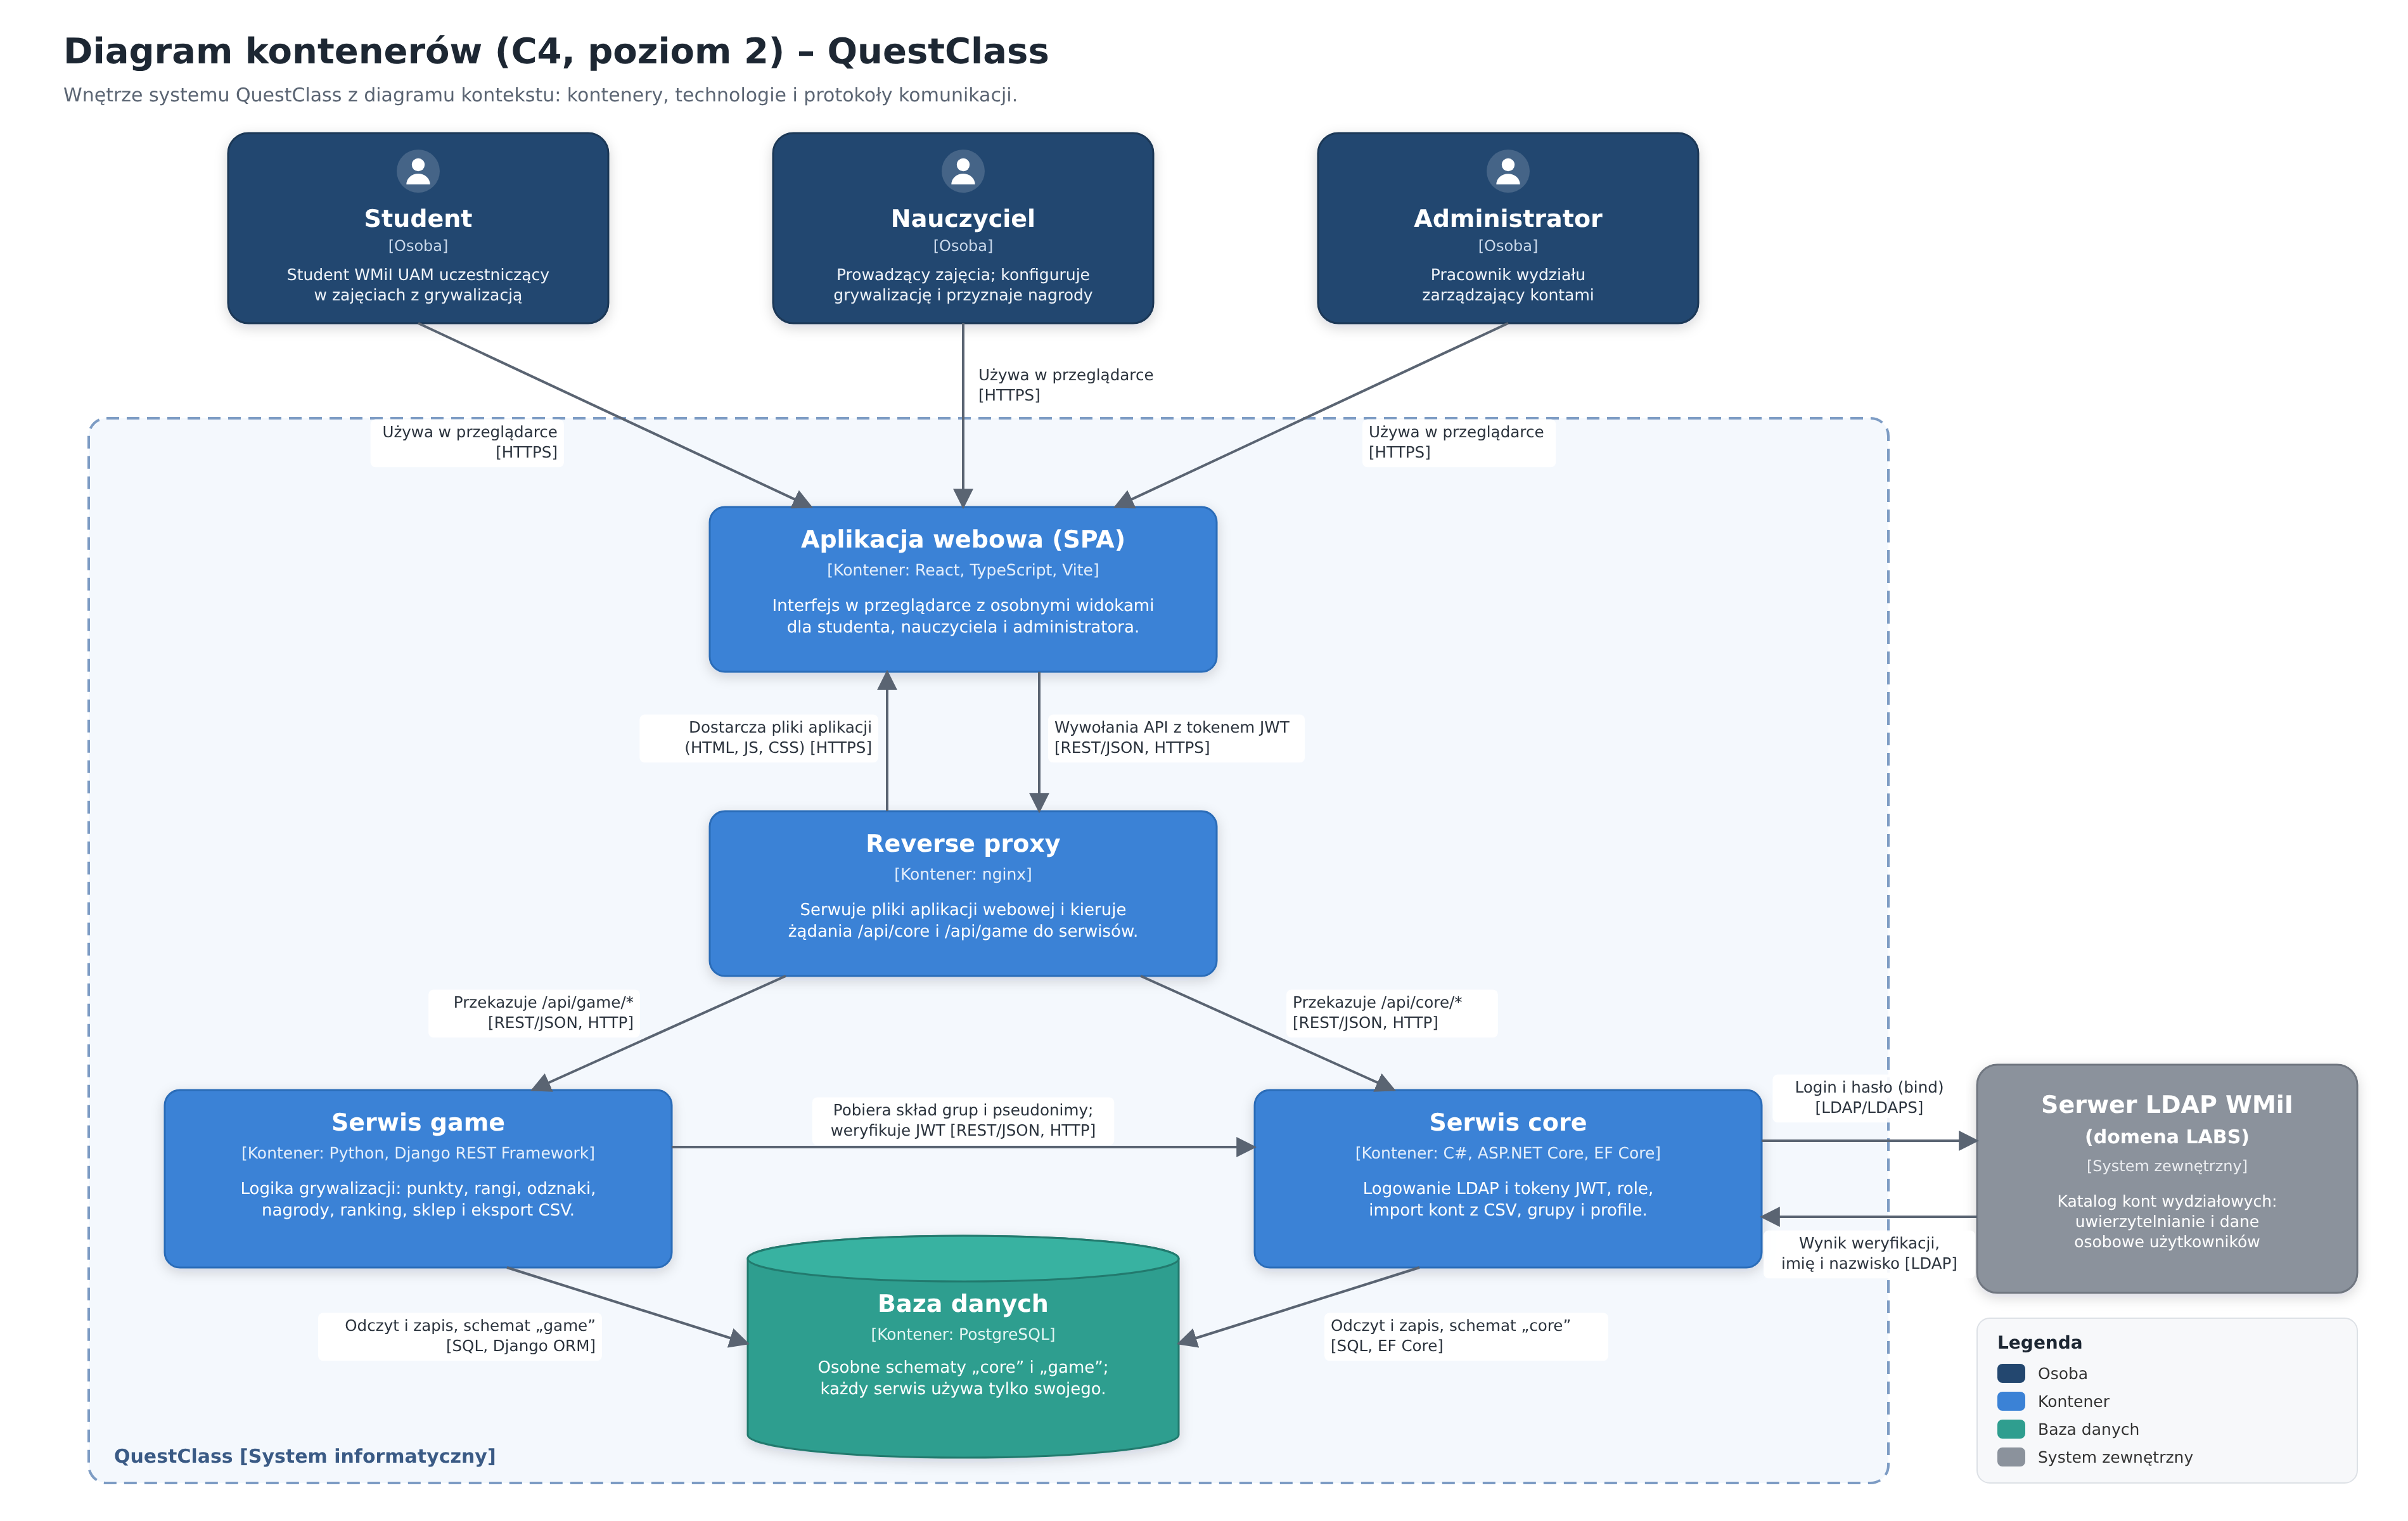 Diagram kontenerów (C4, poziom 2) – QuestClass
Wnętrze systemu QuestClass z diagramu kontekstu: kontenery, technologie i protokoły komunikacji.
Student
[Osoba]
Student WMiI UAM uczestniczący
w zajęciach z grywalizacją
Nauczyciel
[Osoba]
Prowadzący zajęcia; konfiguruje
grywalizację i przyznaje nagrody
Administrator
[Osoba]
Pracownik wydziału
zarządzający kontami
Używa w przeglądarce
[HTTPS]
Używa w przeglądarce
[HTTPS]
Używa w przeglądarce
[HTTPS]
Aplikacja webowa (SPA)
[Kontener: React, TypeScript, Vite]
Interfejs w przeglądarce z osobnymi widokami
dla studenta, nauczyciela i administratora.
Dostarcza pliki aplikacji
(HTML, JS, CSS) [HTTPS]
Wywołania API z tokenem JWT
[REST/JSON, HTTPS]
Reverse proxy
[Kontener: nginx]
Serwuje pliki aplikacji webowej i kieruje
żądania /api/core i /api/game do serwisów.
Przekazuje /api/game/*
[REST/JSON, HTTP]
Przekazuje /api/core/*
[REST/JSON, HTTP]
Serwis game
[Kontener: Python, Django REST Framework]
Logika grywalizacji: punkty, rangi, odznaki,
nagrody, ranking, sklep i eksport CSV.
Pobiera skład grup i pseudonimy;
weryfikuje JWT [REST/JSON, HTTP]
Serwis core
[Kontener: C#, ASP.NET Core, EF Core]
Logowanie LDAP i tokeny JWT, role,
import kont z CSV, grupy i profile.
Login i hasło (bind)
[LDAP/LDAPS]
Wynik weryfikacji,
imię i nazwisko [LDAP]
Serwer LDAP WMiI
(domena LABS)
[System zewnętrzny]
Katalog kont wydziałowych:
uwierzytelnianie i dane
osobowe użytkowników
Odczyt i zapis, schemat „game”
[SQL, Django ORM]
Baza danych
[Kontener: PostgreSQL]
Osobne schematy „core” i „game”;
każdy serwis używa tylko swojego.
Odczyt i zapis, schemat „core”
[SQL, EF Core]
QuestClass [System informatyczny]
Legenda
Osoba
Kontener
Baza danych
System zewnętrzny